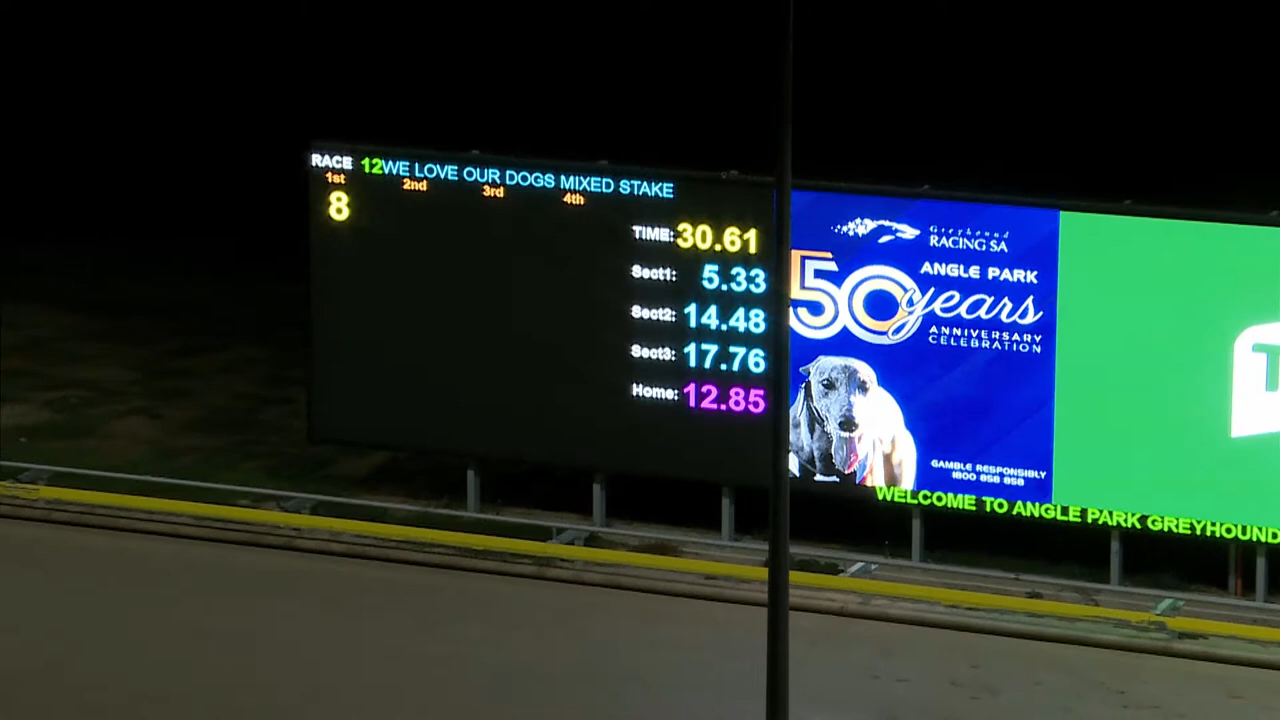 RACE 12WE LOVE OUR DOGS MIXED STAKE
1st 2nd 3rd 4th
8
TIME: 30.61
Sect1: 5.33
Sect2: 14.48
Sect3: 17.76
Home: 12.85
Greyhound
RACING SA
ANGLE PARK
50 years
ANNIVERSARY
CELEBRATION
GAMBLE RESPONSIBLY
1800 858 858
WELCOME TO ANGLE PARK GREYHOUND
T